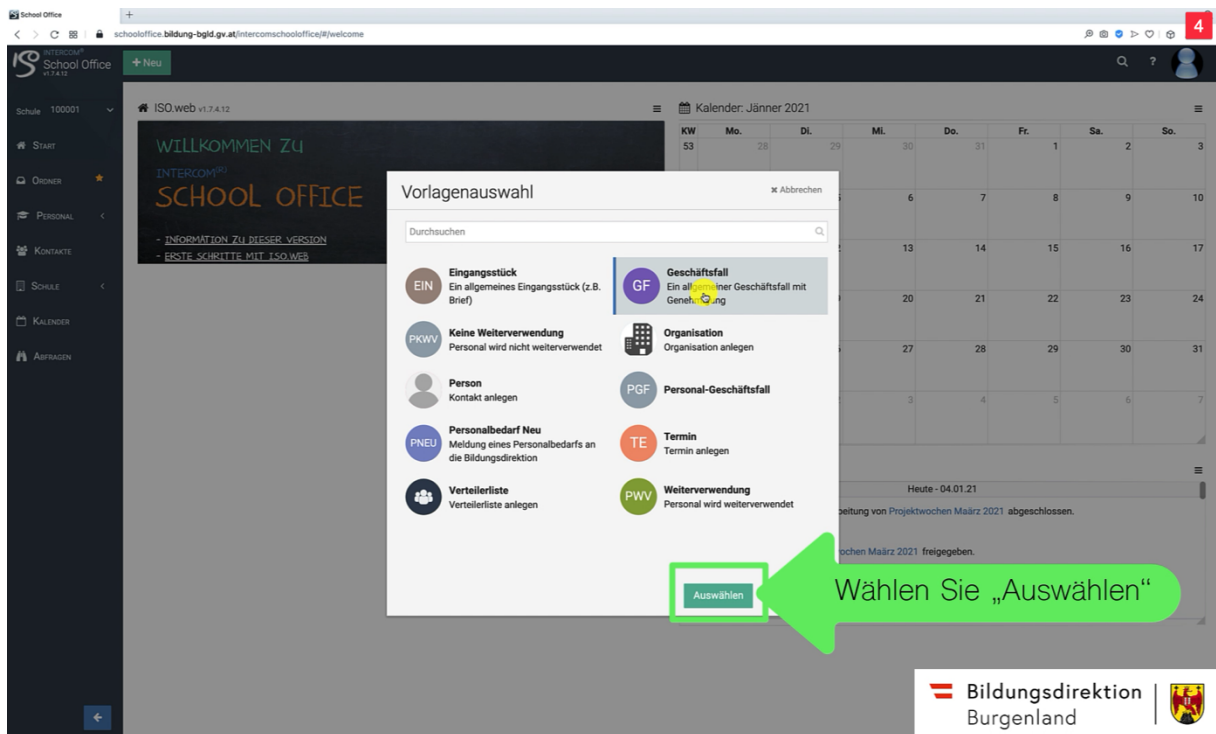 School Office
+
4
schooloffice.bildung-bgld.gv.at/intercomschooloffice/#/welcome
INTERCOM®
School Office
v1.7.4.12
+ Neu
?
Schule 100001
START
ORDNER
PERSONAL
KONTAKTE
SCHULE
KALENDER
ABFRAGEN
ISO.web v1.7.4.12
WILLKOMMEN ZU
INTERCOM(R)
SCHOOL OFFICE
- INFORMATION ZU DIESER VERSION
- ERSTE SCHRITTE MIT ISO.WEB
Kalender: Jänner 2021
KW Mo. Di. Mi. Do. Fr. Sa. So.
53 28 29 30 31 1 2 3
6 7 8 9 10
13 14 15 16 17
20 21 22 23 24
27 28 29 30 31
3 4 5 6 7
Vorlagenauswahl
Abbrechen
Durchsuchen
EIN
Eingangsstück
Ein allgemeines Eingangsstück (z.B.
Brief)
GF
Geschäftsfall
Ein allgemeiner Geschäftsfall mit
Genehmigung
PKWV
Keine Weiterverwendung
Personal wird nicht weiterverwendet
Organisation
Organisation anlegen
Person
Kontakt anlegen
PGF
Personal-Geschäftsfall
PNEU
Personalbedarf Neu
Meldung eines Personalbedarfs an
die Bildungsdirektion
TE
Termin
Termin anlegen
Verteilerliste
Verteilerliste anlegen
PWV
Weiterverwendung
Personal wird weiterverwendet
Auswählen
Heute - 04.01.21
beitung von Projektwochen Maärz 2021 abgeschlossen.
wochen Maärz 2021 freigegeben.
Wählen Sie „Auswählen“
Bildungsdirektion
Burgenland